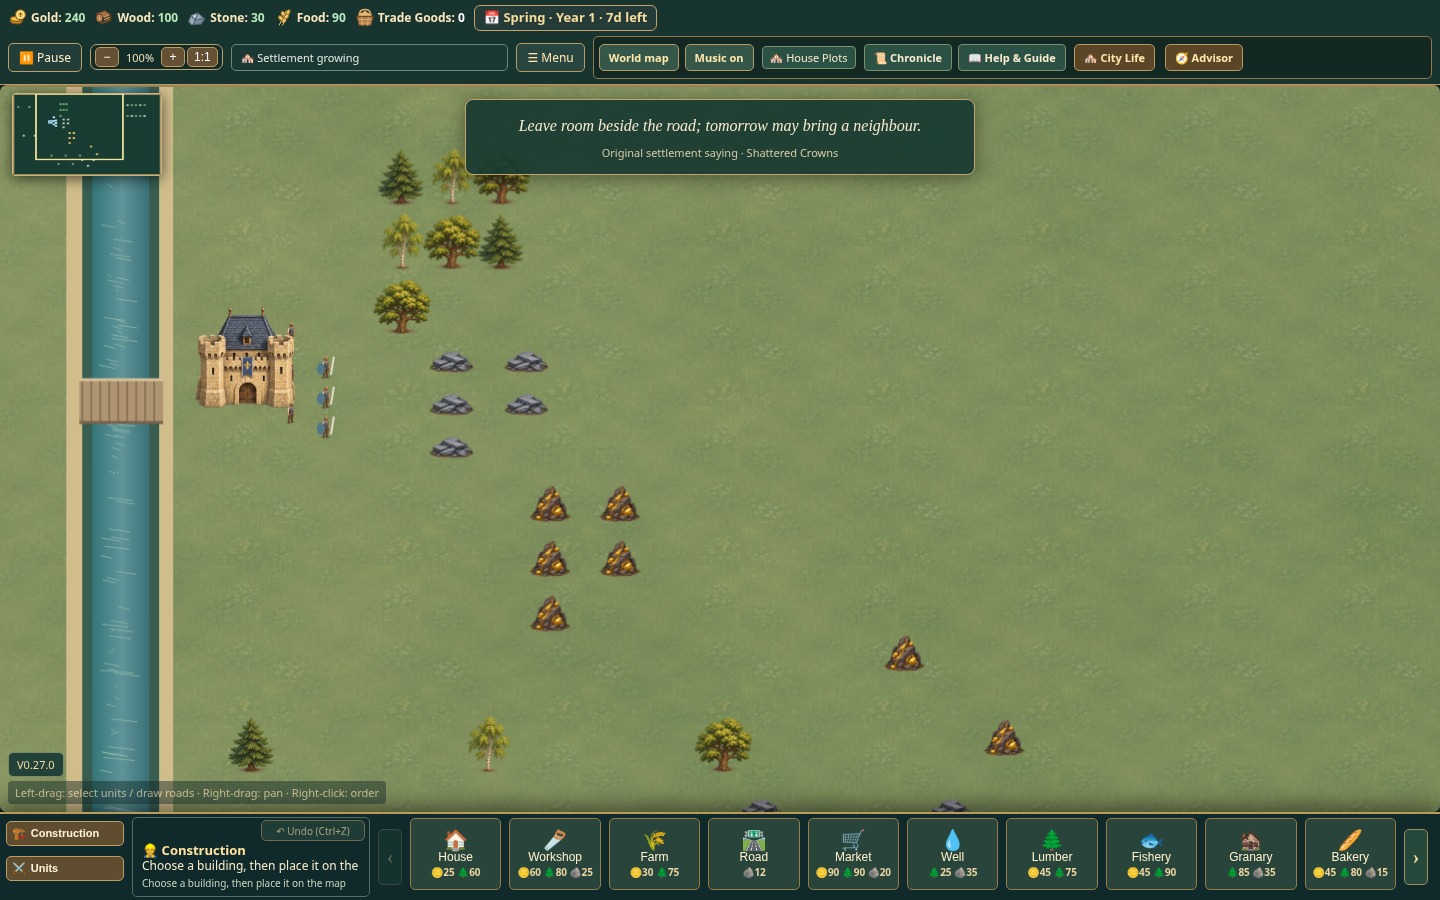 Gold: 240 Wood: 100 Stone: 30 Food: 90 Trade Goods: 0 Spring · Year 1 · 7d left
Pause − 100% + 1:1 Settlement growing ☰ Menu World map Music on House Plots Chronicle Help & Guide City Life Advisor
Leave room beside the road; tomorrow may bring a neighbour.
Original settlement saying · Shattered Crowns
V0.27.0
Left-drag: select units / draw roads · Right-drag: pan · Right-click: order
Construction
Units
↶ Undo (Ctrl+Z)
Construction
Choose a building, then place it on the
Choose a building, then place it on the map
‹
House
25 60
Workshop
60 80 25
Farm
30 75
Road
12
Market
90 90 20
Well
25 35
Lumber
45 75
Fishery
45 90
Granary
85 35
Bakery
45 80 15
›